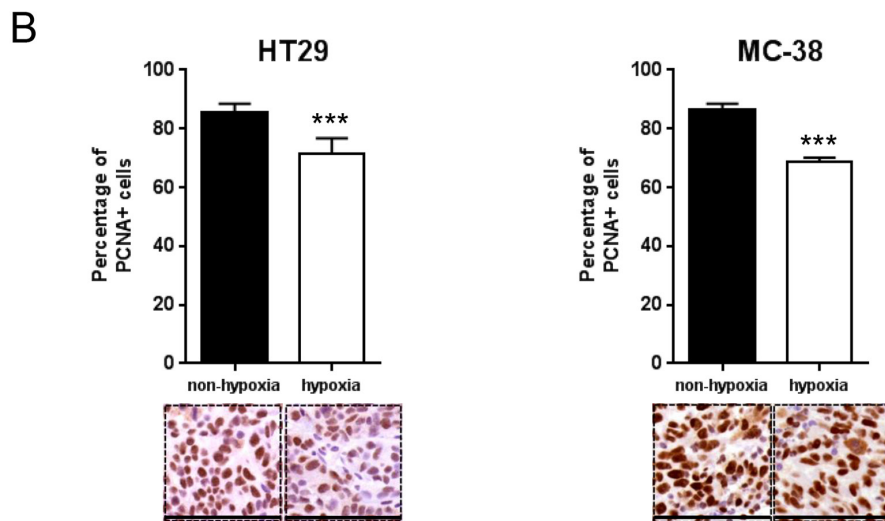 B
HT29
Percentage of
PCNA+ cells
100
80
60
40
20
0
***
non-hypoxia
hypoxia
MC-38
Percentage of
PCNA+ cells
100
80
60
40
20
0
***
non-hypoxia
hypoxia